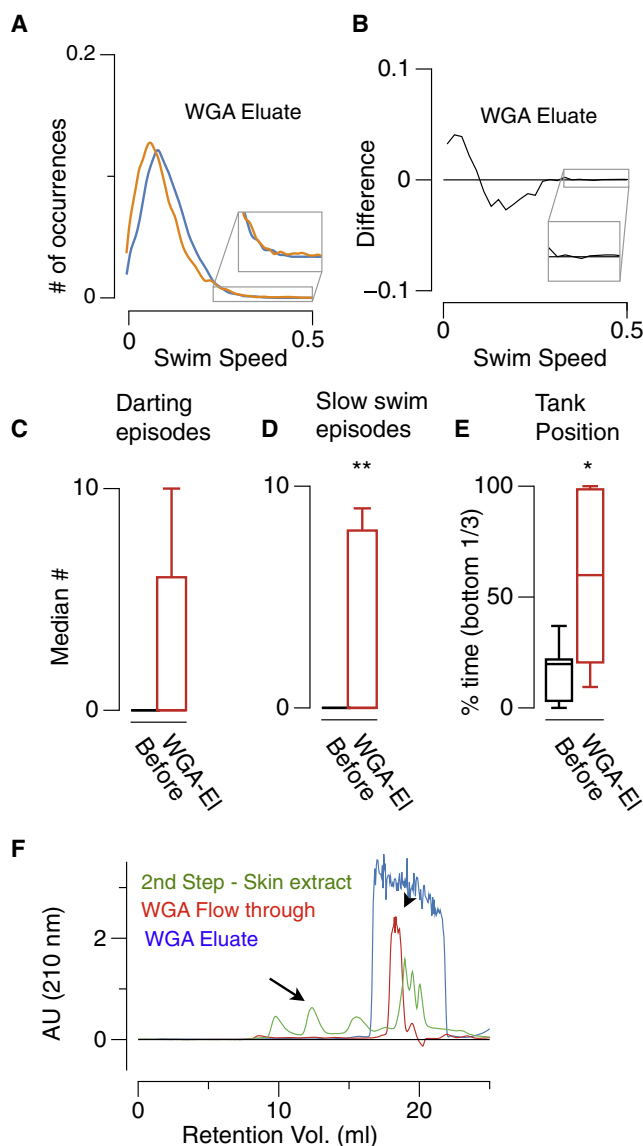 A
0.2
WGA Eluate
# of occurrences
0
0
0.5
Swim Speed
B
0.1
WGA Eluate
Difference
0
−0.1
0
0.5
Swim Speed
C
Darting
episodes
10
Median #
0
Before
WGA-El
D
Slow swim
episodes
**
10
0
Before
WGA-El
E
Tank
Position
*
100
% time (bottom 1/3)
50
0
Before
WGA-El
F
2nd Step - Skin extract
WGA Flow through
WGA Eluate
AU (210 nm)
2
0
0
10
20
Retention Vol. (ml)